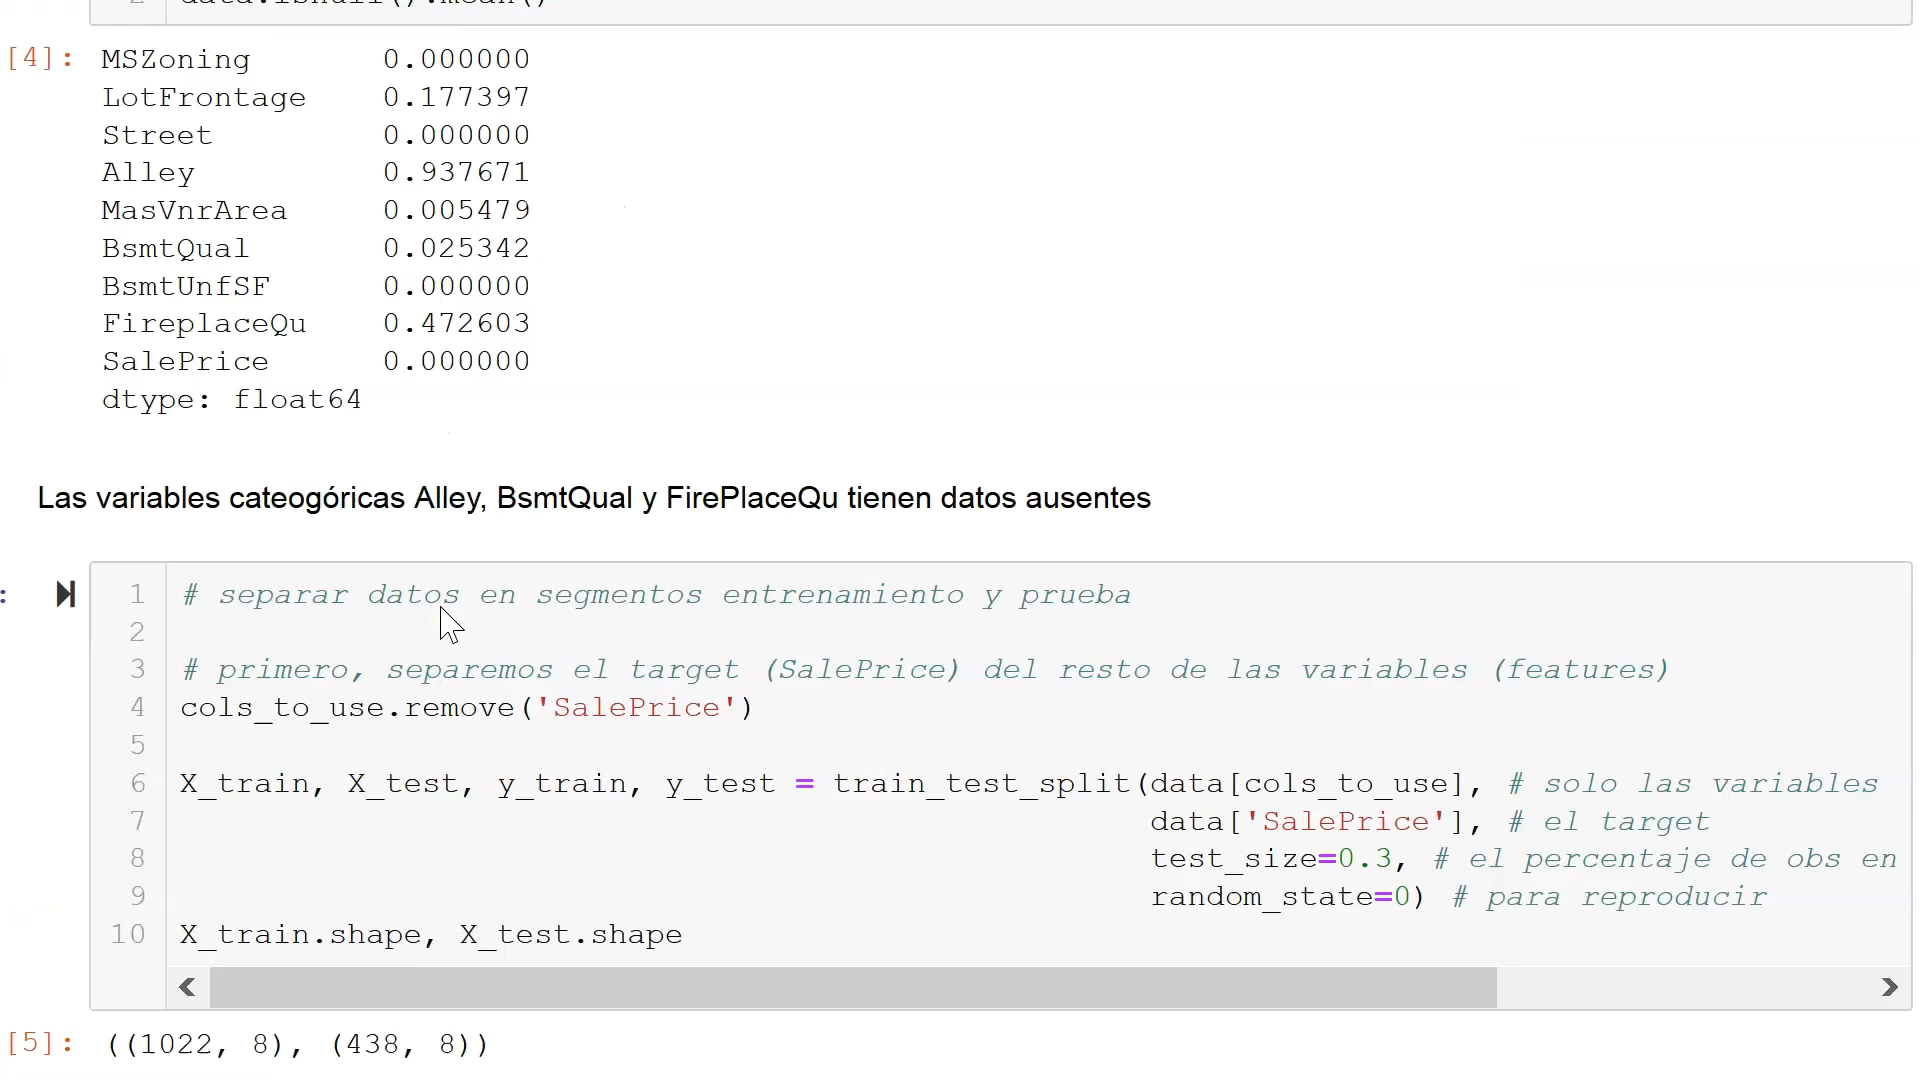 2 data.isnull().mean()
[4]: MSZoning 0.000000
LotFrontage 0.177397
Street 0.000000
Alley 0.937671
MasVnrArea 0.005479
BsmtQual 0.025342
BsmtUnfSF 0.000000
FireplaceQu 0.472603
SalePrice 0.000000
dtype: float64
Las variables cateogóricas Alley, BsmtQual y FirePlaceQu tienen datos ausentes
: 1 # separar datos en segmentos entrenamiento y prueba
2
3 # primero, separemos el target (SalePrice) del resto de las variables (features)
4 cols_to_use.remove('SalePrice')
5
6 X_train, X_test, y_train, y_test = train_test_split(data[cols_to_use], # solo las variables
7 data['SalePrice'], # el target
8 test_size=0.3, # el percentaje de obs en
9 random_state=0) # para reproducir
10 X_train.shape, X_test.shape
[5]: ((1022, 8), (438, 8))